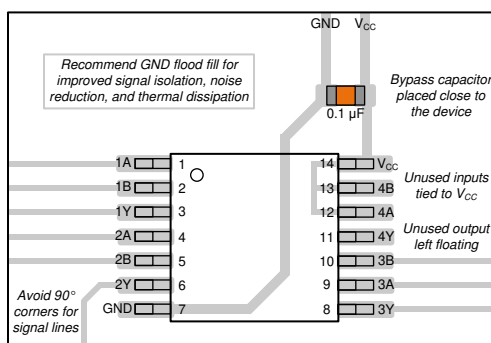 GND VCC
Recommend GND flood fill for
improved signal isolation, noise
reduction, and thermal dissipation
Bypass capacitor
placed close to
the device
0.1 µF
1A 1 14 VCC
1B 2 13 4B
1Y 3 12 4A
2A 4 11 4Y
2B 5 10 3B
2Y 6 9 3A
GND 7 8 3Y
Unused inputs
tied to VCC
Unused output
left floating
Avoid 90°
corners for
signal lines